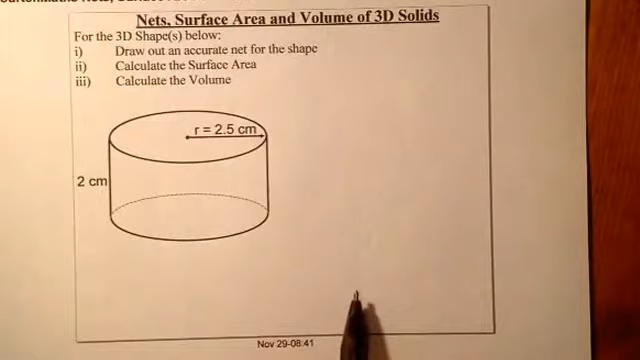 Nets, Surface Area and Volume of 3D Solids
For the 3D Shape(s) below:
i) Draw out an accurate net for the shape
ii) Calculate the Surface Area
iii) Calculate the Volume
r = 2.5 cm
2 cm
Nov 29-08:41